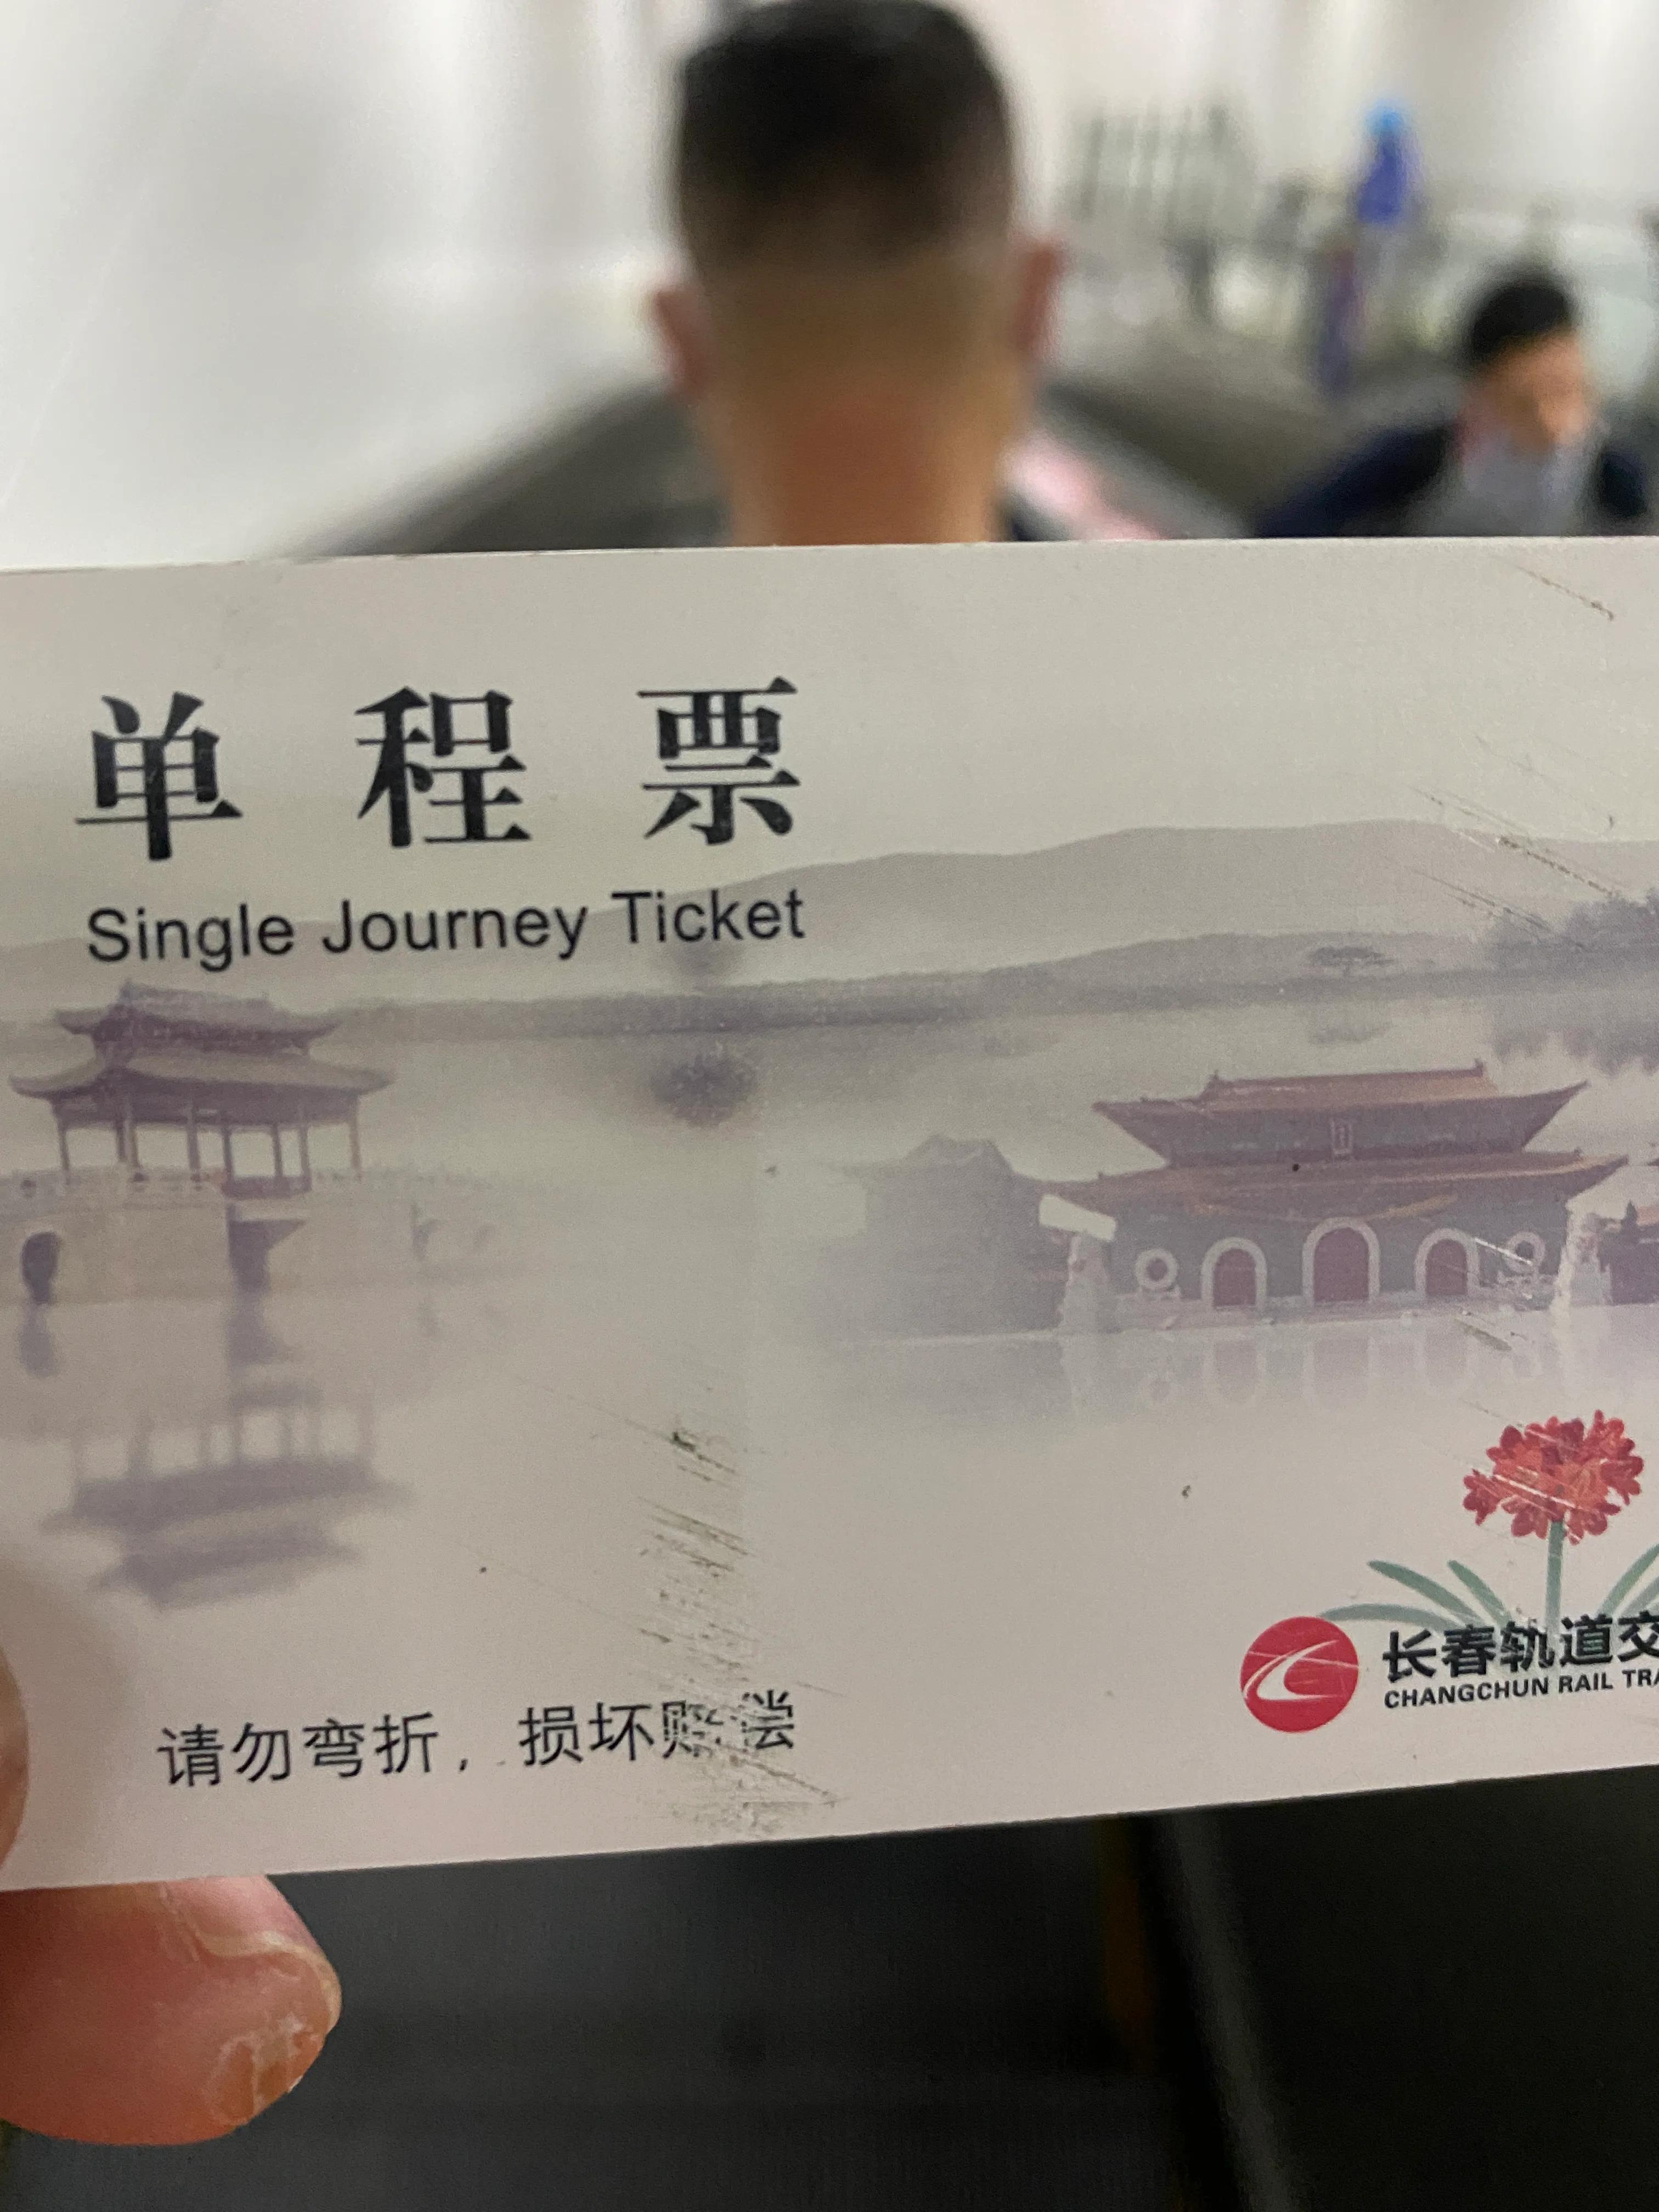 单程票
Single Journey Ticket
请勿弯折，损坏赔偿
长春轨道交
CHANGCHUN RAIL TRA